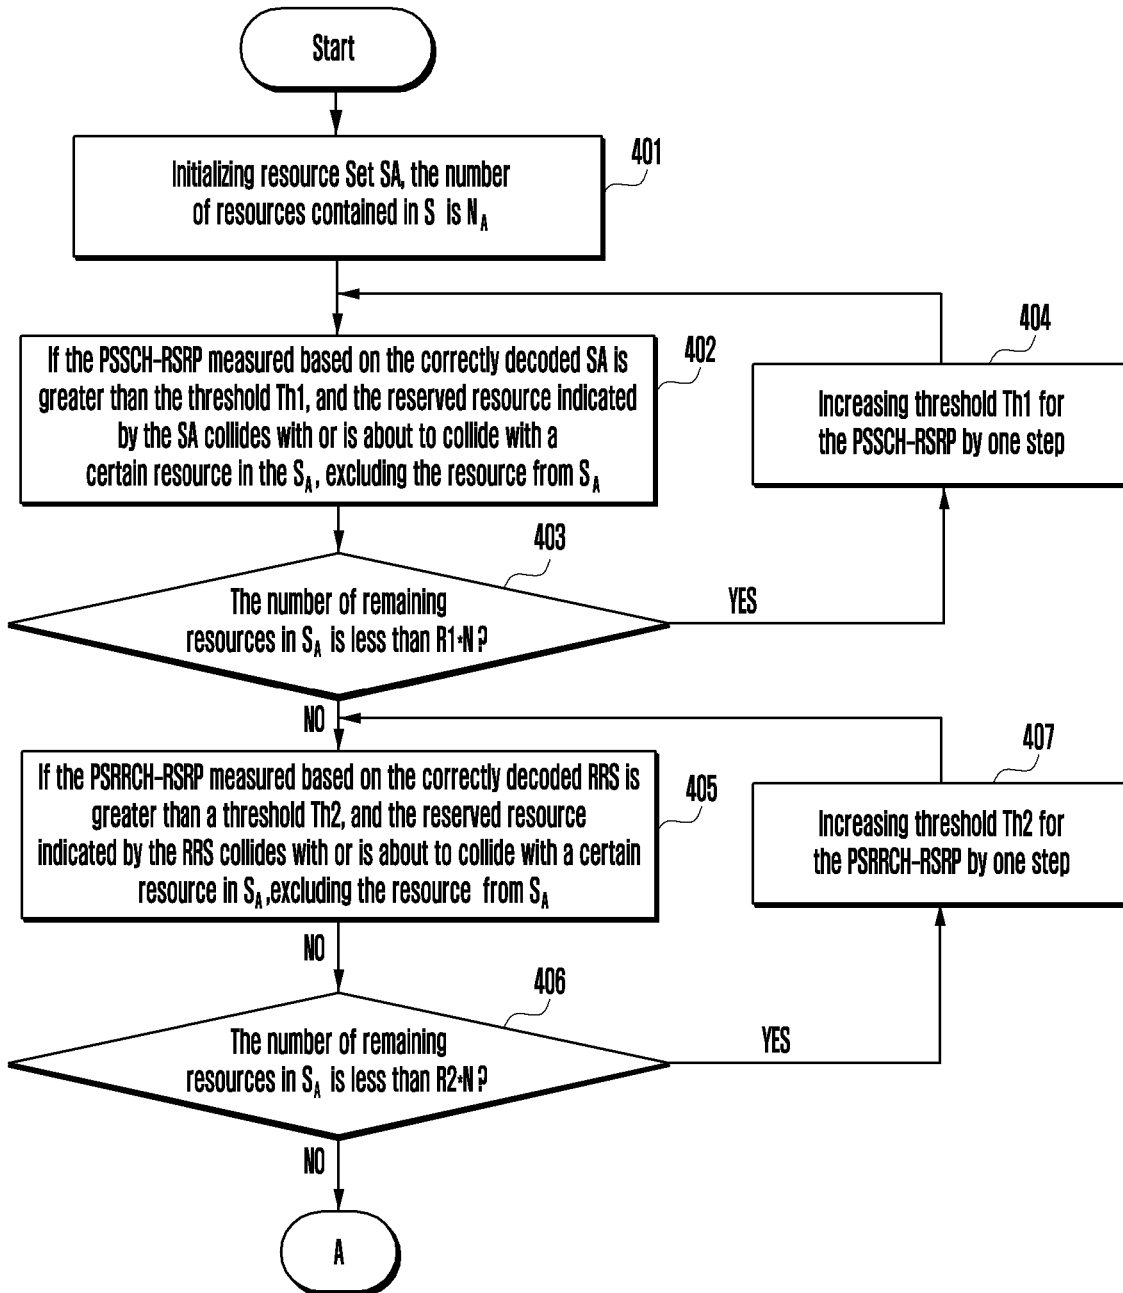 Start
401
Initializing resource Set SA, the number
of resources contained in S is N_A
404
402
If the PSSCH-RSRP measured based on the correctly decoded SA is
greater than the threshold Th1, and the reserved resource indicated
by the SA collides with or is about to collide with a
certain resource in the S_A, excluding the resource from S_A
Increasing threshold Th1 for
the PSSCH-RSRP by one step
403
The number of remaining
resources in S_A is less than R1*N?
YES
NO
407
405
If the PSRRCH-RSRP measured based on the correctly decoded RRS is
greater than a threshold Th2, and the reserved resource
indicated by the RRS collides with or is about to collide with a certain
resource in S_A, excluding the resource from S_A
Increasing threshold Th2 for
the PSRRCH-RSRP by one step
NO
406
The number of remaining
resources in S_A is less than R2*N?
YES
NO
A